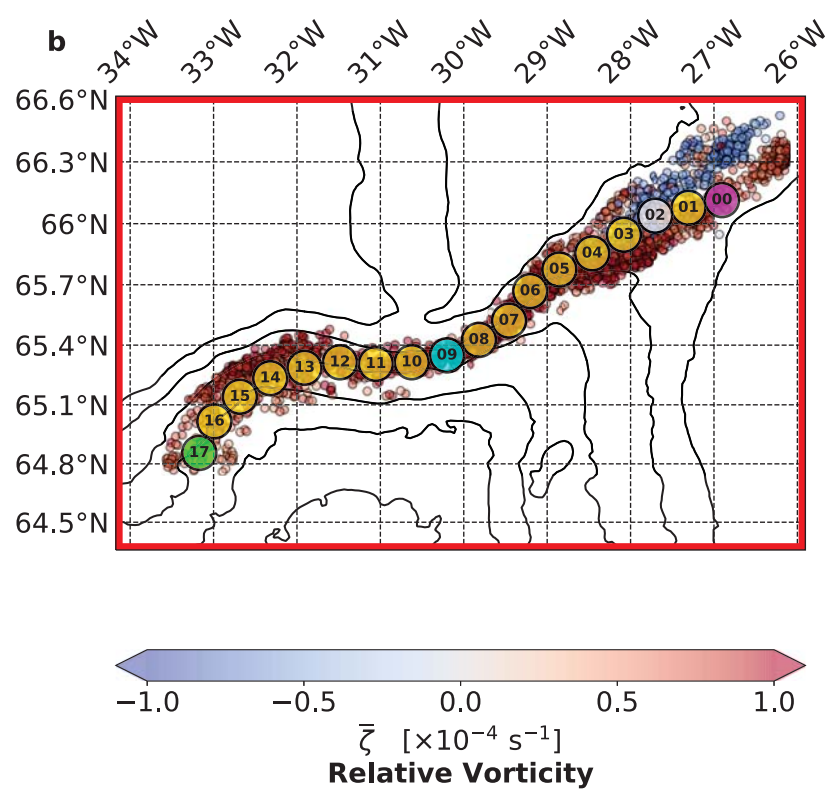 b
34°W 33°W 32°W 31°W 30°W 29°W 28°W 27°W 26°W
66.6°N
66.3°N
66°N
65.7°N
65.4°N
65.1°N
64.8°N
64.5°N
00
01
02
03
04
05
06
07
08
09
10
11
12
13
14
15
16
17
−1.0 −0.5 0.0 0.5 1.0
ζ̅ [×10⁻⁴ s⁻¹]
Relative Vorticity